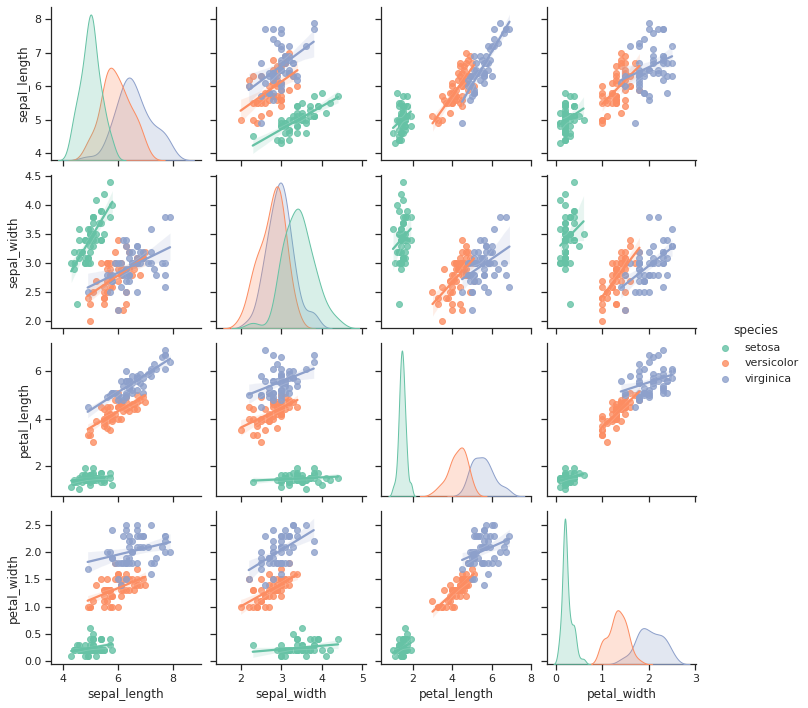 sepal_length
8
7
6
5
4
sepal_width
4.5
4.0
3.5
3.0
2.5
2.0
species
setosa
versicolor
virginica
petal_length
6
4
2
petal_width
2.5
2.0
1.5
1.0
0.5
0.0
4 6 8
2 3 4 5
2 4 6 8
0 1 2 3
sepal_length sepal_width petal_length petal_width